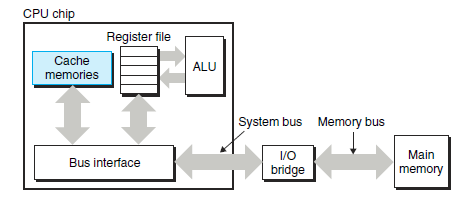 CPU chip
Register file
Cache
memories
ALU
System bus
Memory bus
Bus interface
I/O
bridge
Main
memory